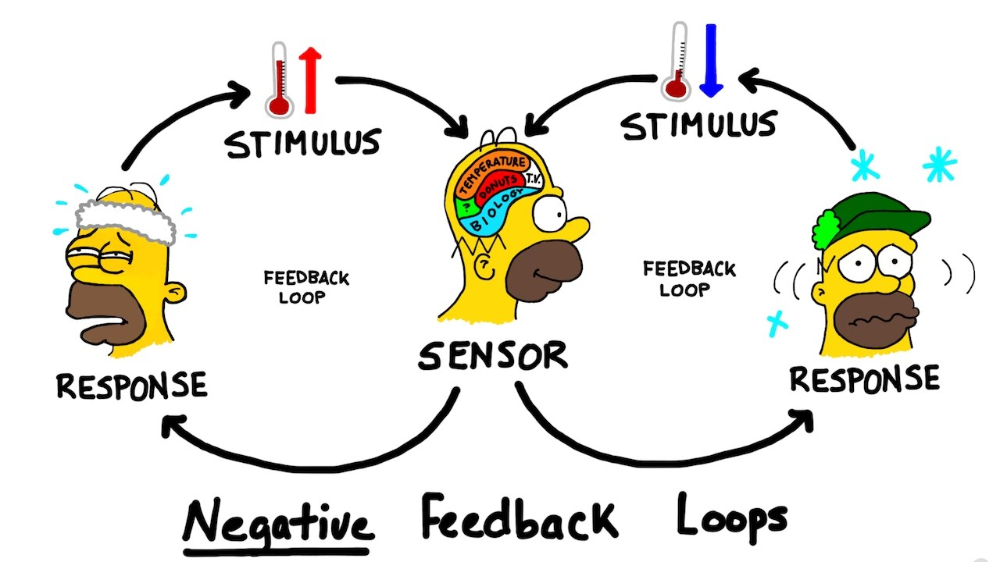 STIMULUS
STIMULUS
TEMPERATURE
DONUTS
T.V.
?
BIOLOGY
FEEDBACK
LOOP
FEEDBACK
LOOP
SENSOR
RESPONSE
RESPONSE
Negative Feedback Loops